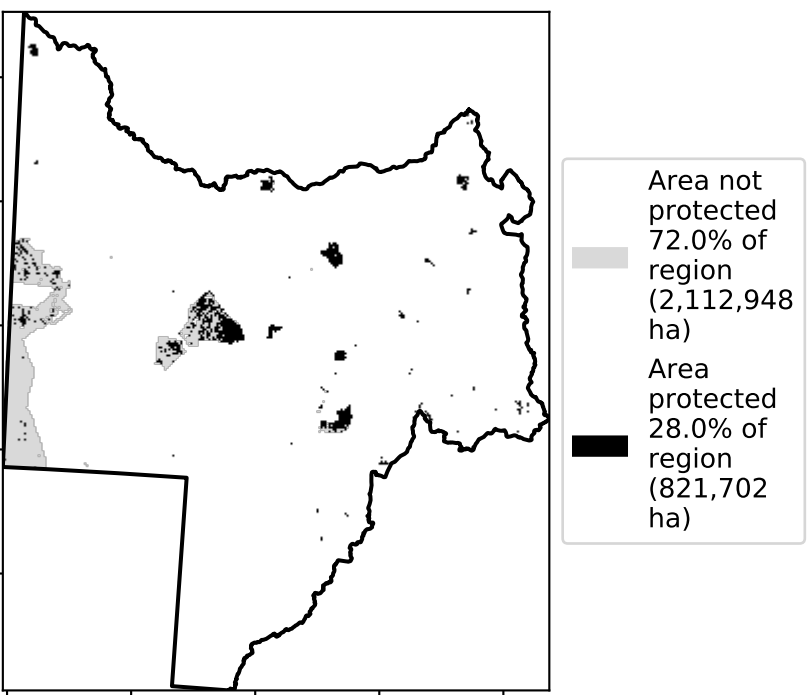 Area not
protected
72.0% of
region
(2,112,948
ha)
Area
protected
28.0% of
region
(821,702
ha)